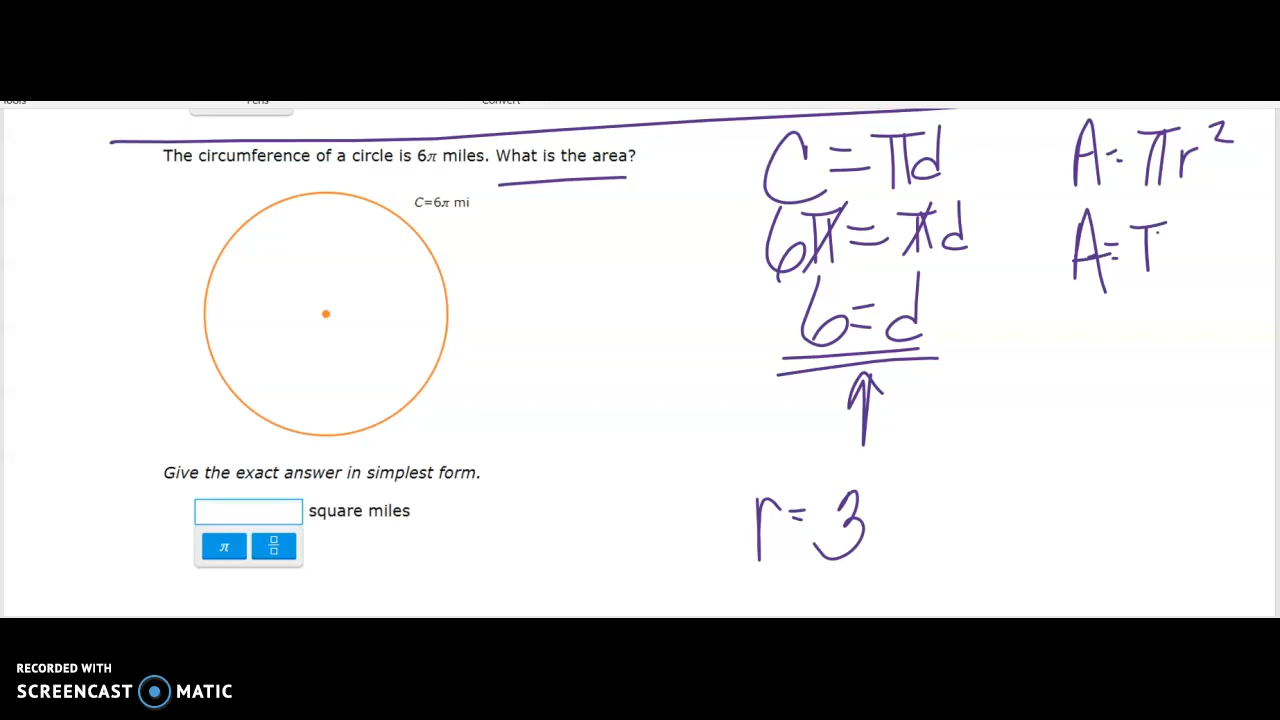 The circumference of a circle is 6π miles. What is the area?
C=6π mi
Give the exact answer in simplest form.
square miles
π
C = πd
6π = πd
6 = d
r = 3
A = πr²
A = π
RECORDED WITH
SCREENCAST MATIC